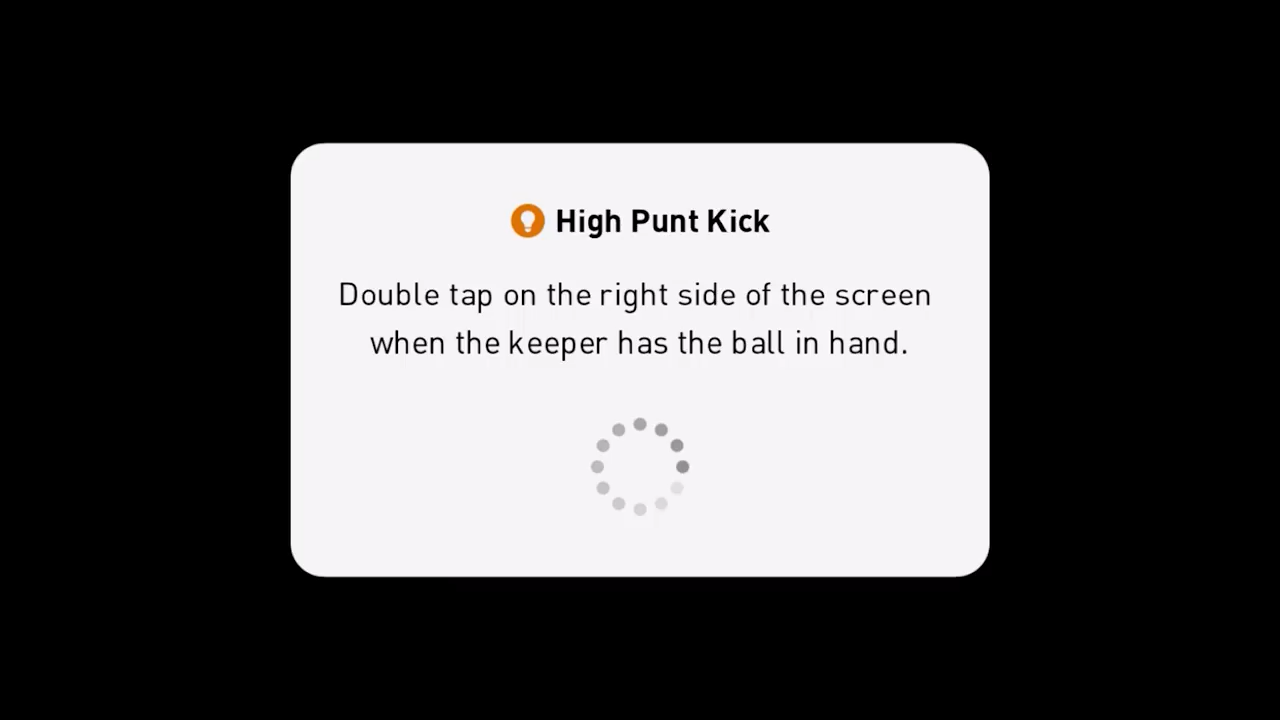 High Punt Kick
Double tap on the right side of the screen
when the keeper has the ball in hand.